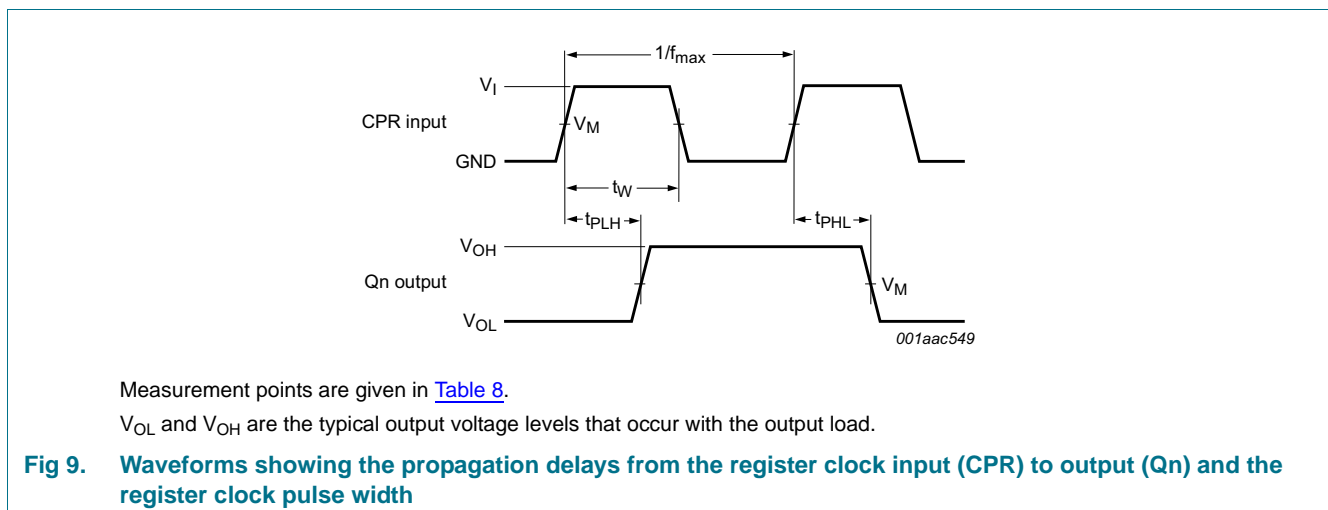 1/fmax
VI
CPR input
VM
GND
tW
tPLH
tPHL
VOH
Qn output
VM
VOL
001aac549
Measurement points are given in Table 8.
VOL and VOH are the typical output voltage levels that occur with the output load.
Fig 9. Waveforms showing the propagation delays from the register clock input (CPR) to output (Qn) and the
register clock pulse width